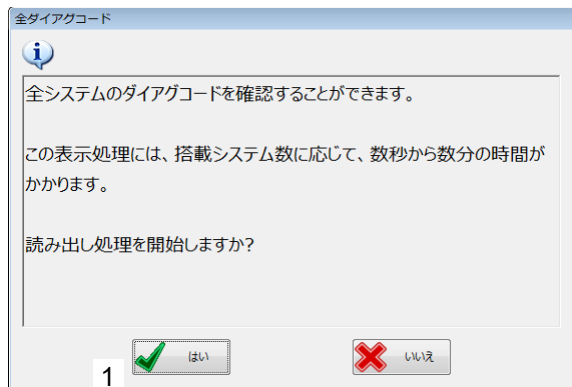 全ダイアグコード
全システムのダイアグコードを確認することができます。
この表示処理には、搭載システム数に応じて、数秒から数分の時間が
かかります。
読み出し処理を開始しますか?
はい
いいえ
1